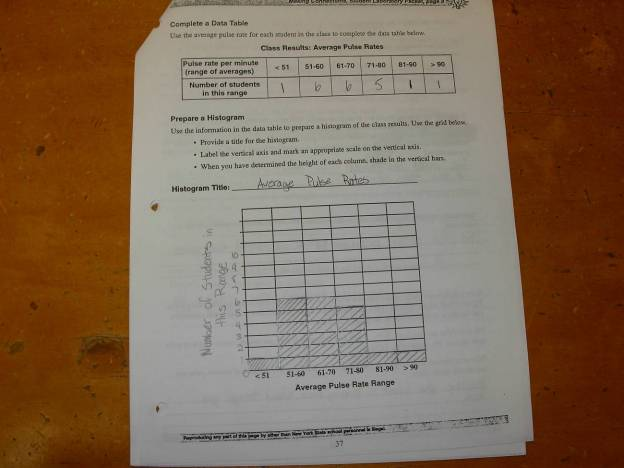 Making Connections, Student Laboratory Packet, page
Complete a Data Table
Use the average pulse rate for each student in the class to complete the data table below.
Class Results: Average Pulse Rates
Pulse rate per minute (range of averages) < 51 51-60 61-70 71-80 81-90 > 90
Number of students in this range 1 6 6 5 1 1
Prepare a Histogram
Use the information in the data table to prepare a histogram of the class results. Use the grid below.
• Provide a title for the histogram.
• Label the vertical axis and mark an appropriate scale on the vertical axis.
• When you have determined the height of each column, shade in the vertical bars.
Histogram Title: Average Pulse Rates
Number of Students in
this Range
10
9
8
7
6
5
4
3
2
1
0
< 51 51-60 61-70 71-80 81-90 > 90
Average Pulse Rate Range
Reproducing any part of this page by other than New York State school personnel is illegal.
37